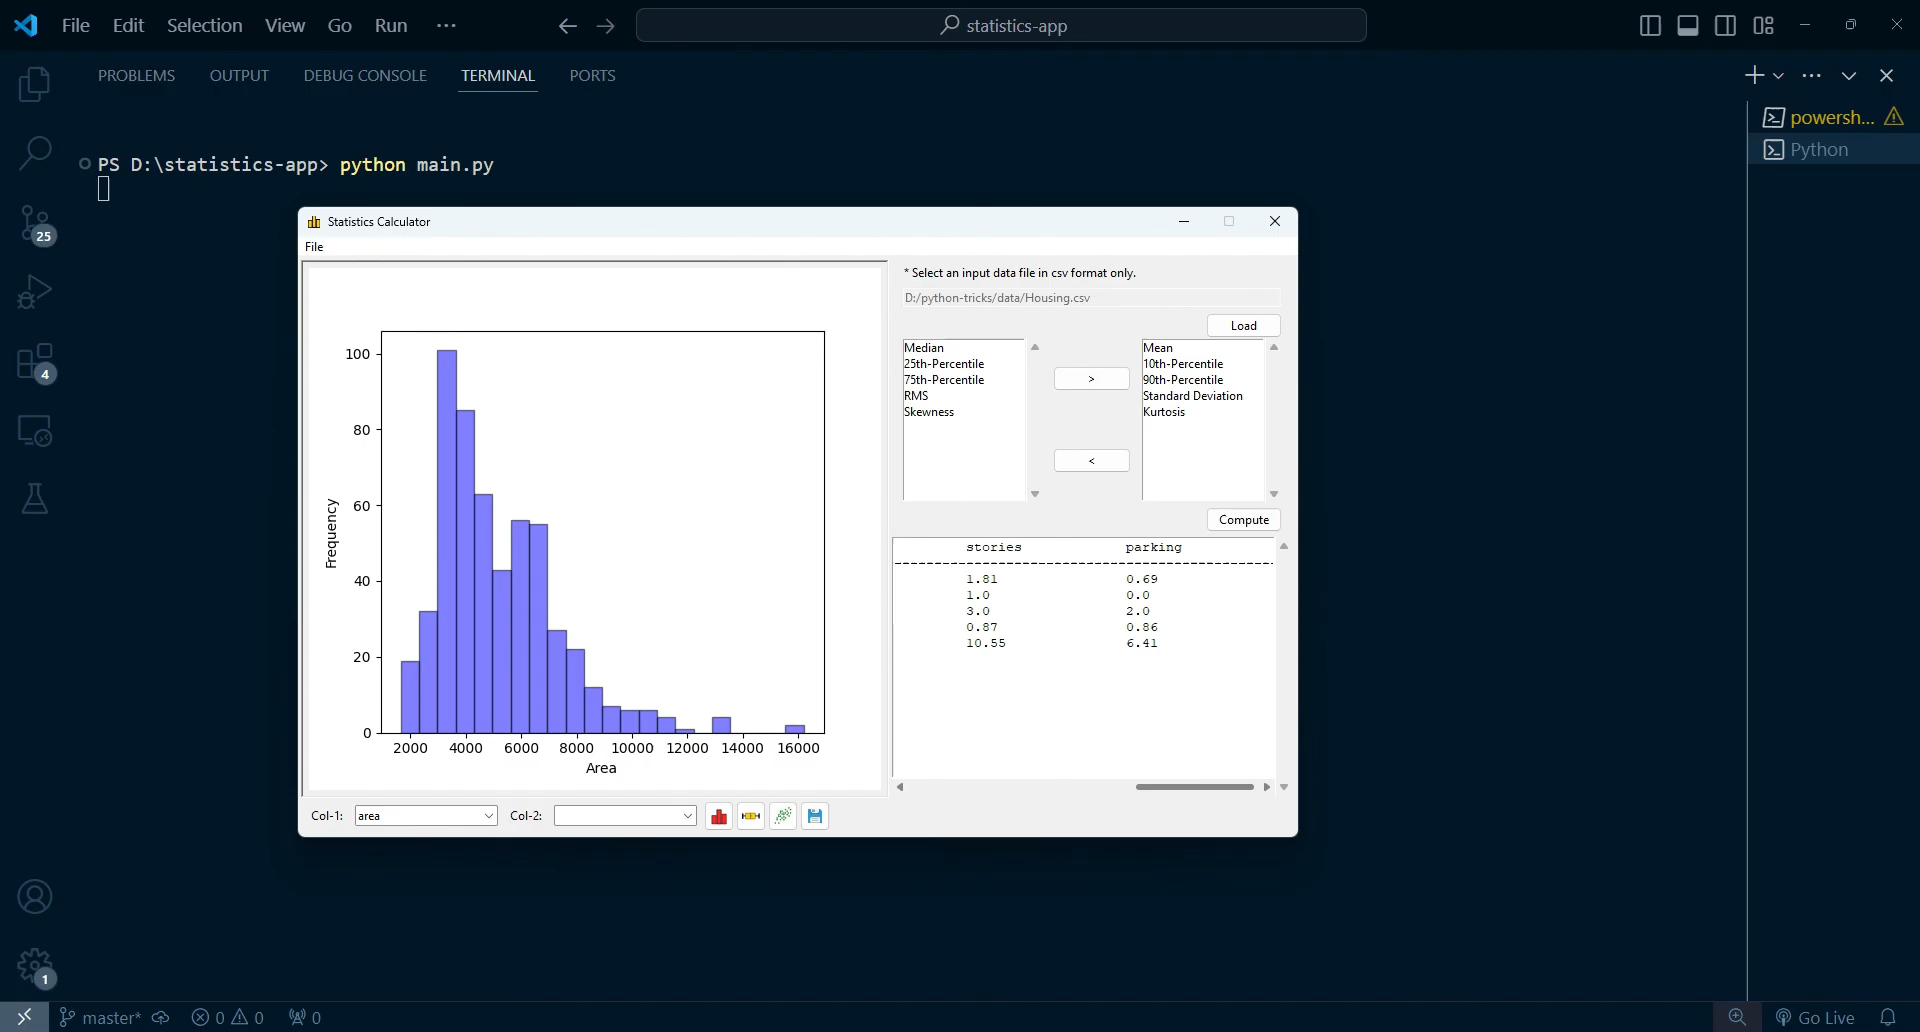 File Edit Selection View Go Run ···
statistics-app
PROBLEMS OUTPUT DEBUG CONSOLE TERMINAL PORTS
powersh...
Python
PS D:\statistics-app> python main.py
25
4
1
Statistics Calculator
File
100
80
60
40
20
0
Frequency
2000 4000 6000 8000 10000 12000 14000 16000
Area
* Select an input data file in csv format only.
D:/python-tricks/data/Housing.csv
Load
Median
25th-Percentile
75th-Percentile
RMS
Skewness
>
<
Mean
10th-Percentile
90th-Percentile
Standard Deviation
Kurtosis
Compute
stories parking
--------------------------------
1.81 0.69
1.0 0.0
3.0 2.0
0.87 0.86
10.55 6.41
Col-1: area Col-2:
master* 0 0 0
Go Live